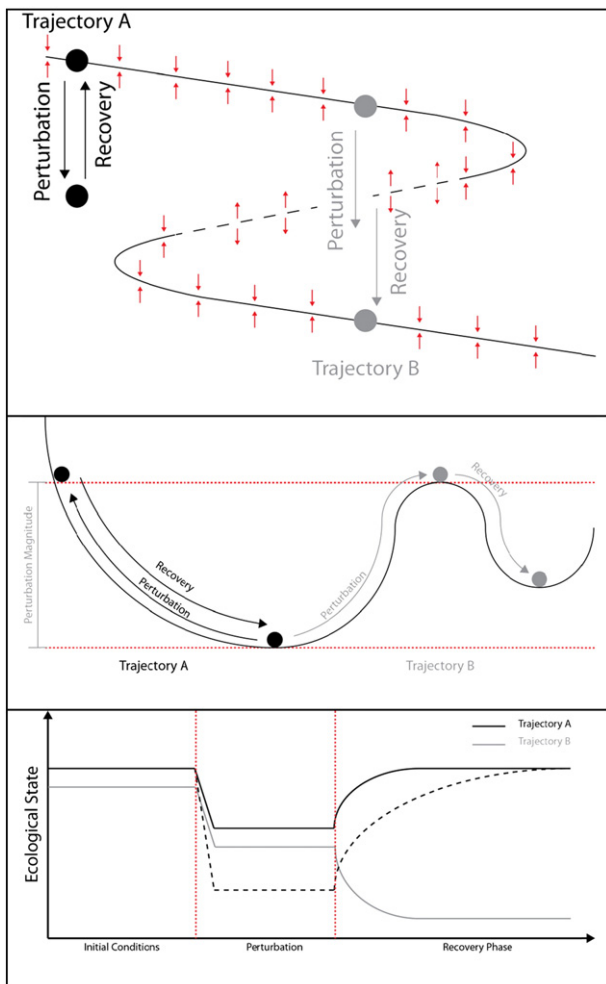 Trajectory A
Perturbation
Recovery
Perturbation
Recovery
Trajectory B
Perturbation Magnitude
Recovery
Perturbation
Perturbation
Recovery
Trajectory A
Trajectory B
Trajectory A
Trajectory B
Ecological State
Initial Conditions
Perturbation
Recovery Phase